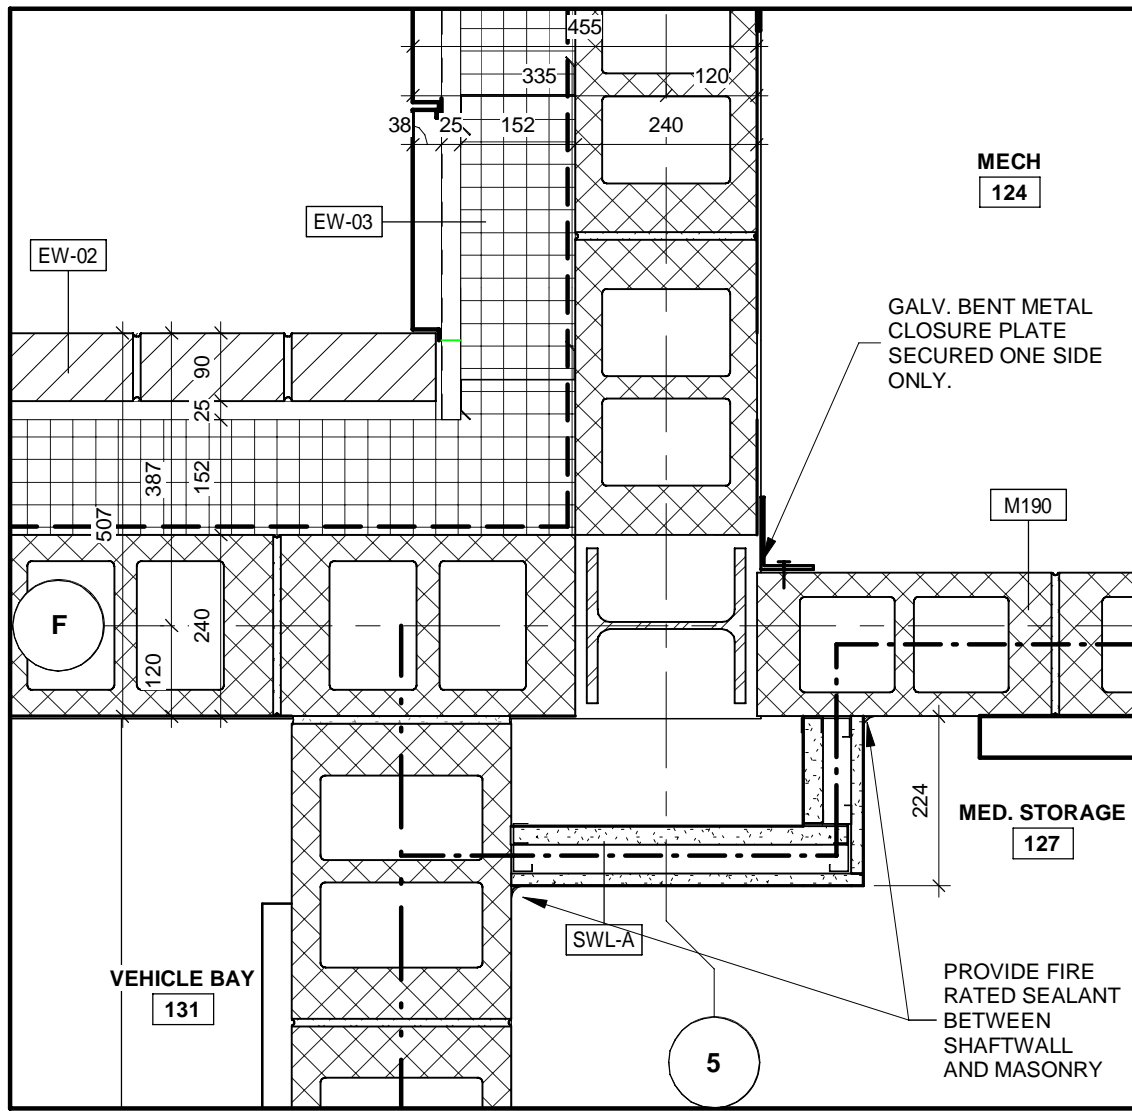 455
335
120
38
25
152
240
MECH
124
EW-03
EW-02
GALV. BENT METAL
CLOSURE PLATE
SECURED ONE SIDE
ONLY.
90
25
152
387
507
M190
F
240
120
224
MED. STORAGE
127
SWL-A
VEHICLE BAY
131
PROVIDE FIRE
RATED SEALANT
BETWEEN
SHAFTWALL
AND MASONRY
5